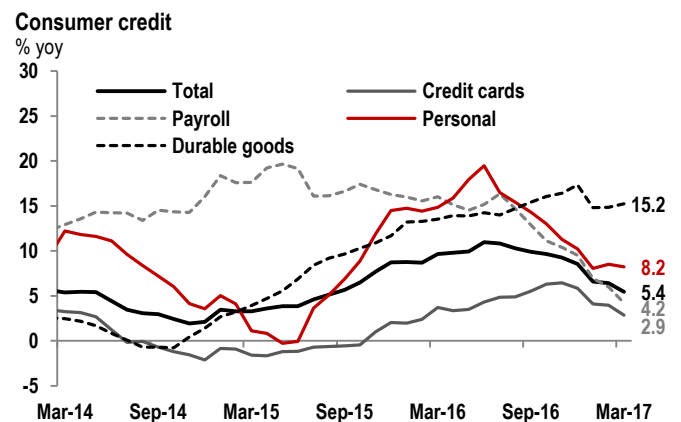 Consumer credit
% yoy
30
Total
Credit cards
Payroll
Personal
Durable goods
25
20
15
10
5
0
-5
15.2
8.2
5.4
4.2
2.9
Mar-14
Sep-14
Mar-15
Sep-15
Mar-16
Sep-16
Mar-17